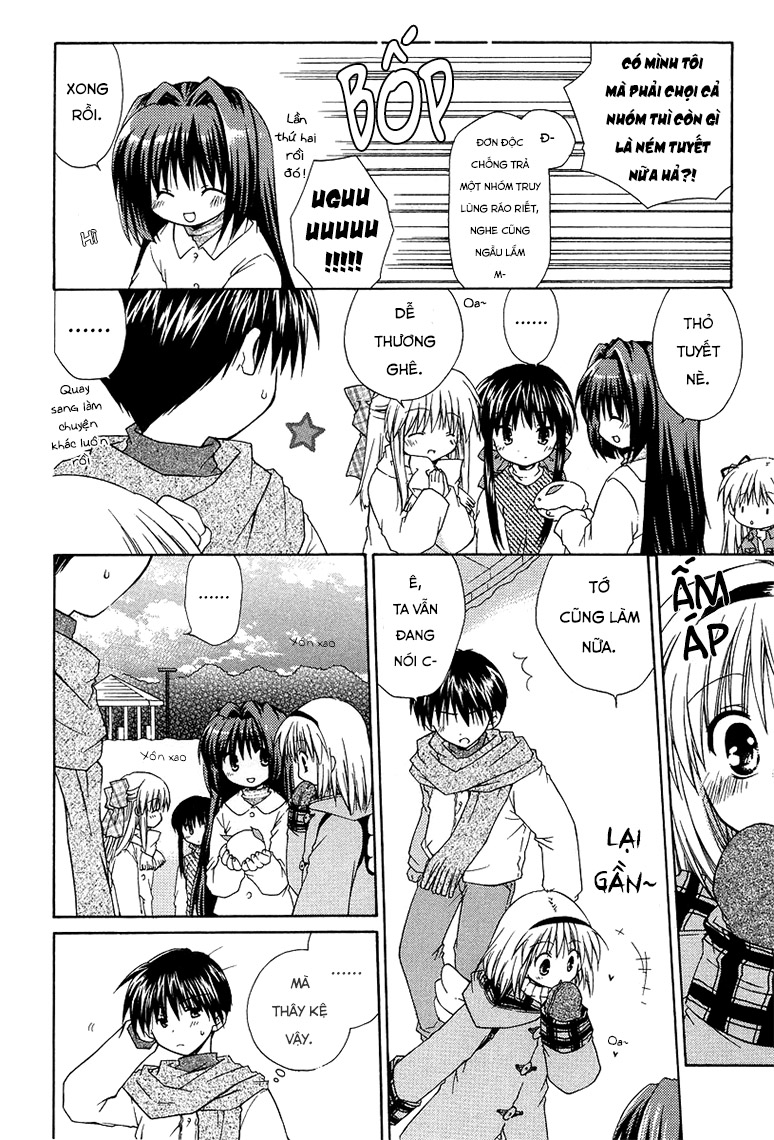 CÓ MÌNH TÔI
MÀ PHẢI CHỌI CẢ
NHÓM THÌ CÒN GÌ
LÀ NÉM TUYẾT
NỮA HẢ?!
BỐP
Đ-
ĐƠN ĐỘC
CHỐNG TRẢ
MỘT NHÓM TRUY
LÙNG RÁO RIẾT,
NGHE CŨNG
NGẦU LẮM
M-
UGUU
UUUUU
!!!!!
Lần
thứ hai
rồi
đó!
XONG
RỒI.
Hì
THỎ
TUYẾT
NÈ.
......
Oa~
DỄ
THƯƠNG
GHÊ.
......
Quay
sang làm
chuyện
khác luôn
rồi
ẤM
ÁP
TỚ
CŨNG LÀM
NỮA.
Ê,
TA VẪN
ĐANG
NÓI C-
LẠI
GẦN~
Oa~
......
Xôn xao
Xôn xao
......
MÀ
THÂY KỆ
VẬY.